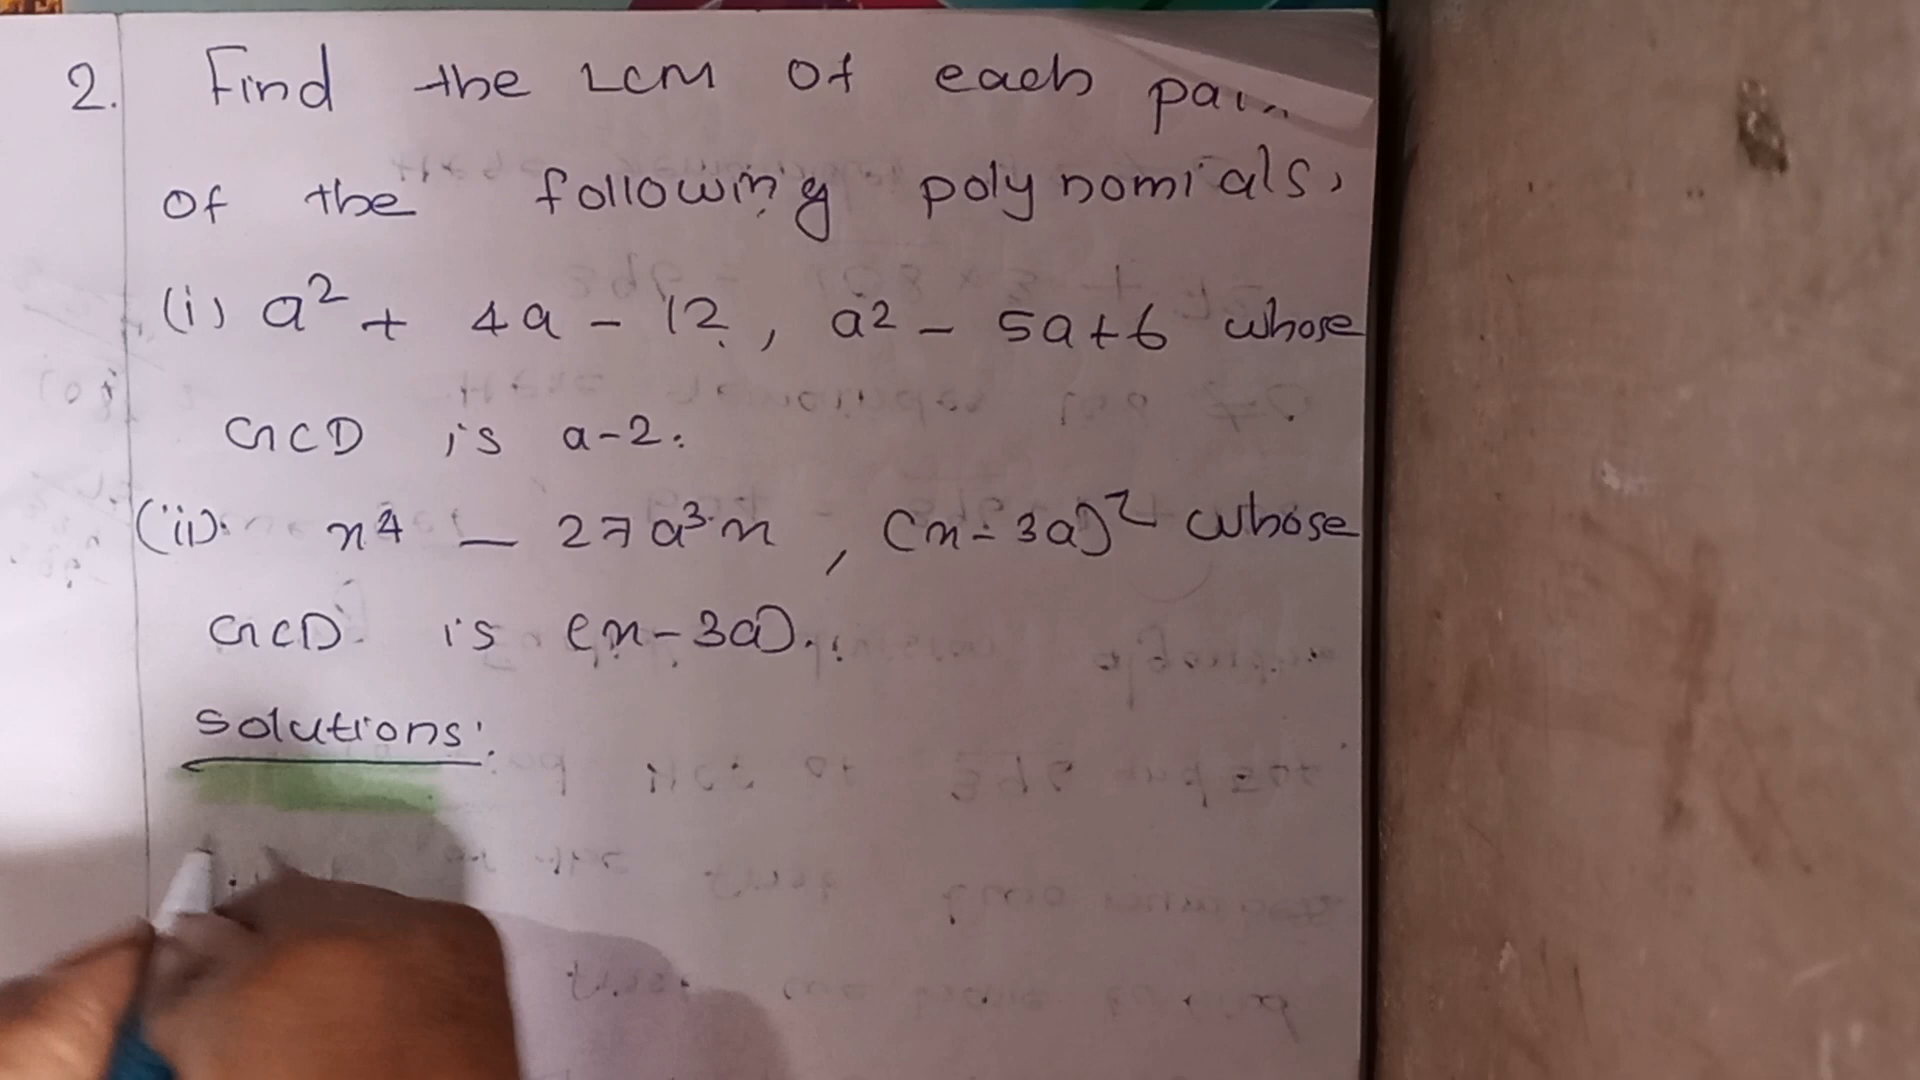 2. Find the LCM of each pair
of the following polynomials,
(i) a² + 4a - 12, a² - 5a+6 whose
GCD is a-2.
(ii) x⁴ - 27a³x, (x-3a)² whose
GCD is (x-3a).
Solutions: